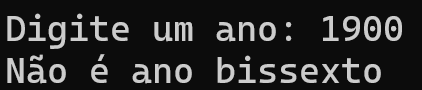 Digite um ano: 1900
Não é ano bissexto